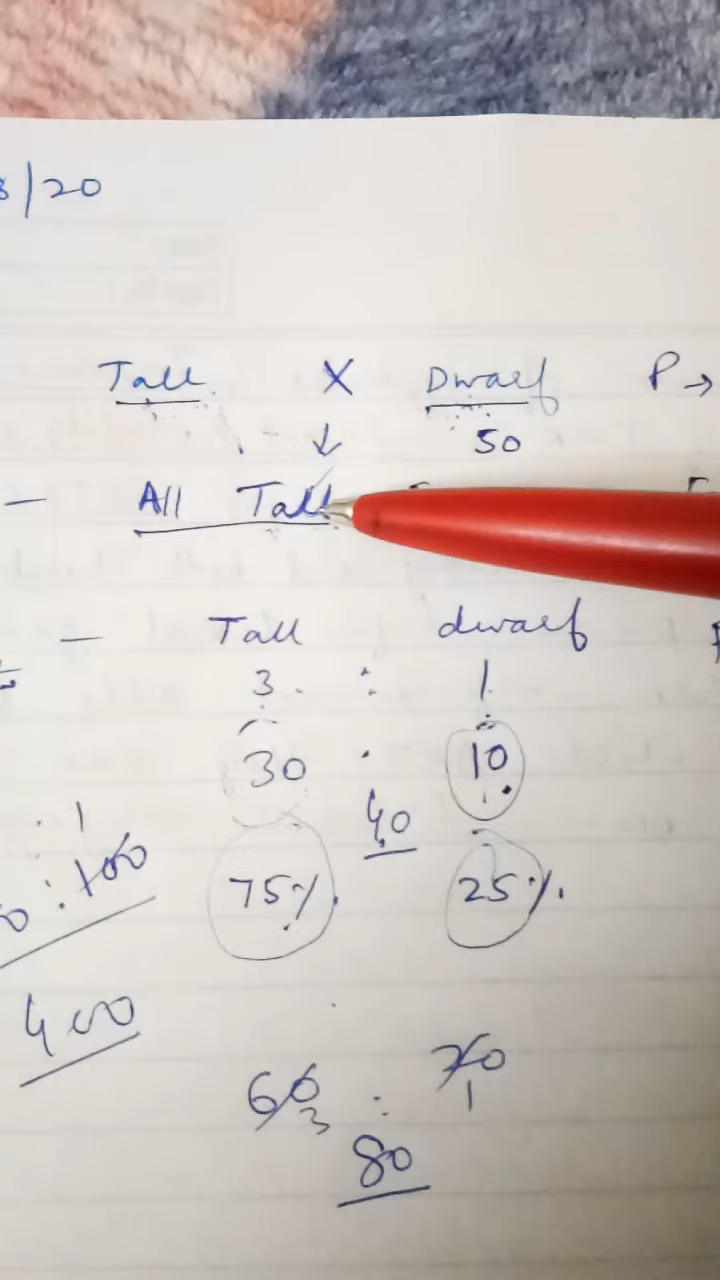 /20
Tall X Dwarf P →
↓ 50
— All Tall
— Tall dwarf
3 : 1
30 : 10
: 1
40
: 100
75% 25%
400
60 : 20
3 1
80